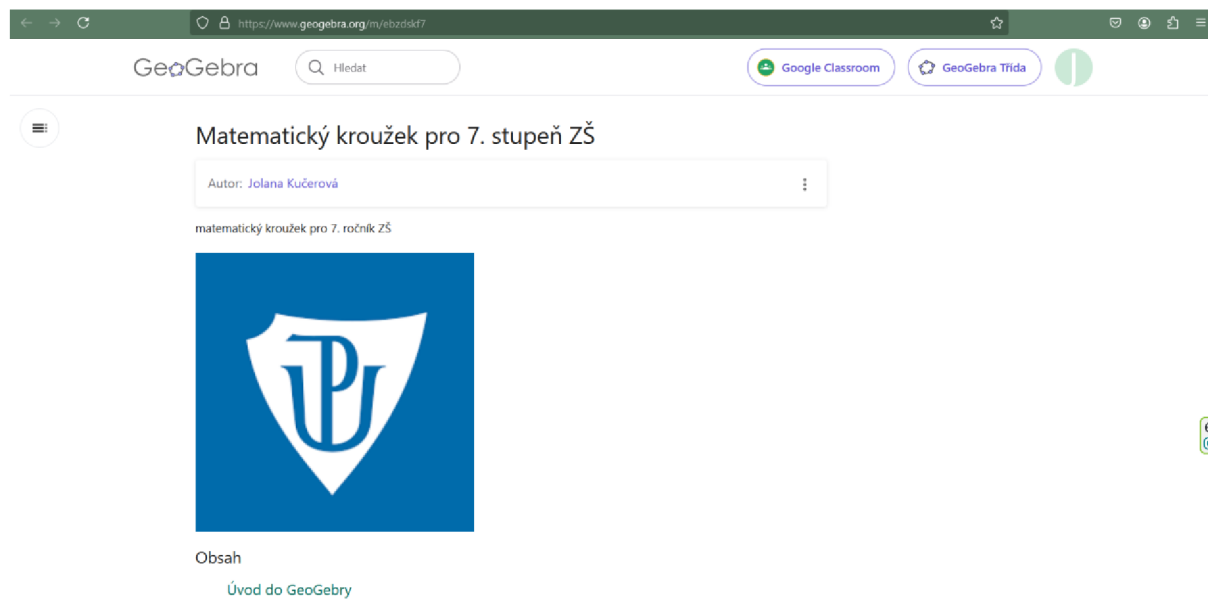 https://www.geogebra.org/m/ebzdskf7
GeoGebra
Hledat
Google Classroom
GeoGebra Třída
Matematický kroužek pro 7. stupeň ZŠ
Autor: Jolana Kučerová
matematický kroužek pro 7. ročník ZŠ
UP
Obsah
Úvod do GeoGebry